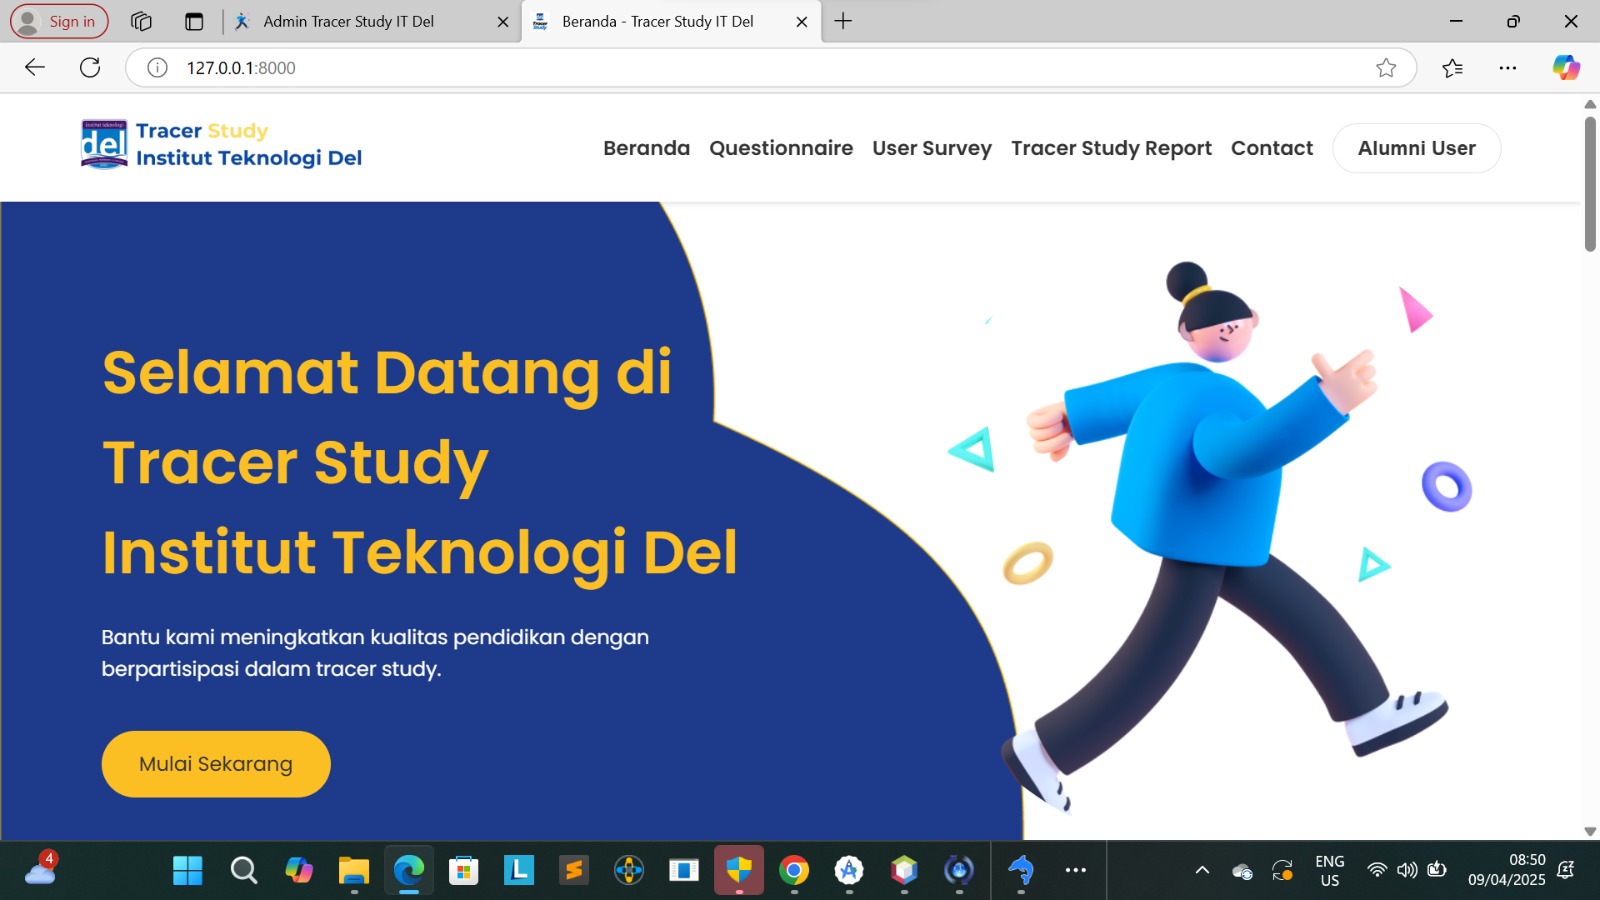 Sign in
Admin Tracer Study IT Del
Beranda - Tracer Study IT Del
127.0.0.1:8000
del
Tracer Study
Institut Teknologi Del
Beranda
Questionnaire
User Survey
Tracer Study Report
Contact
Alumni User
Selamat Datang di
Tracer Study
Institut Teknologi Del
Bantu kami meningkatkan kualitas pendidikan dengan
berpartisipasi dalam tracer study.
Mulai Sekarang
4
L
ENG
US
08:50
09/04/2025